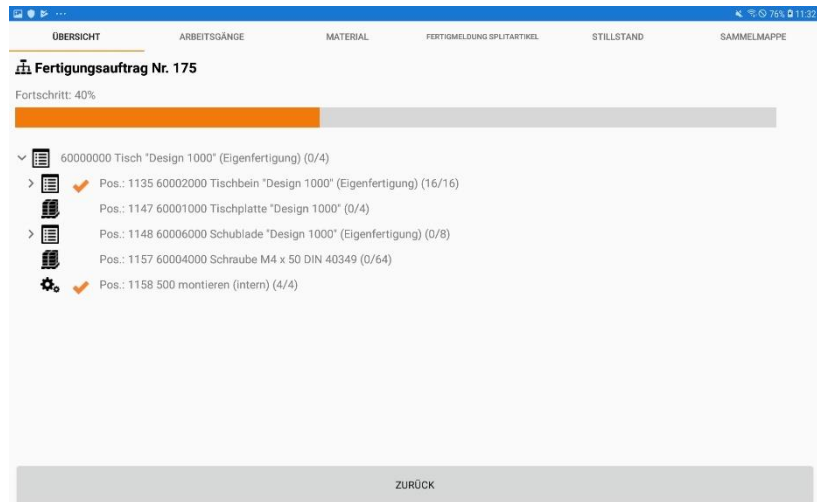 76% 11:32
ÜBERSICHT ARBEITSGÄNGE MATERIAL FERTIGMELDUNG SPLITARTIKEL STILLSTAND SAMMELMAPPE
Fertigungsauftrag Nr. 175
Fortschritt: 40%
60000000 Tisch "Design 1000" (Eigenfertigung) (0/4)
Pos.: 1135 60002000 Tischbein "Design 1000" (Eigenfertigung) (16/16)
Pos.: 1147 60001000 Tischplatte "Design 1000" (0/4)
Pos.: 1148 60006000 Schublade "Design 1000" (Eigenfertigung) (0/8)
Pos.: 1157 60004000 Schraube M4 x 50 DIN 40349 (0/64)
Pos.: 1158 500 montieren (intern) (4/4)
ZURÜCK